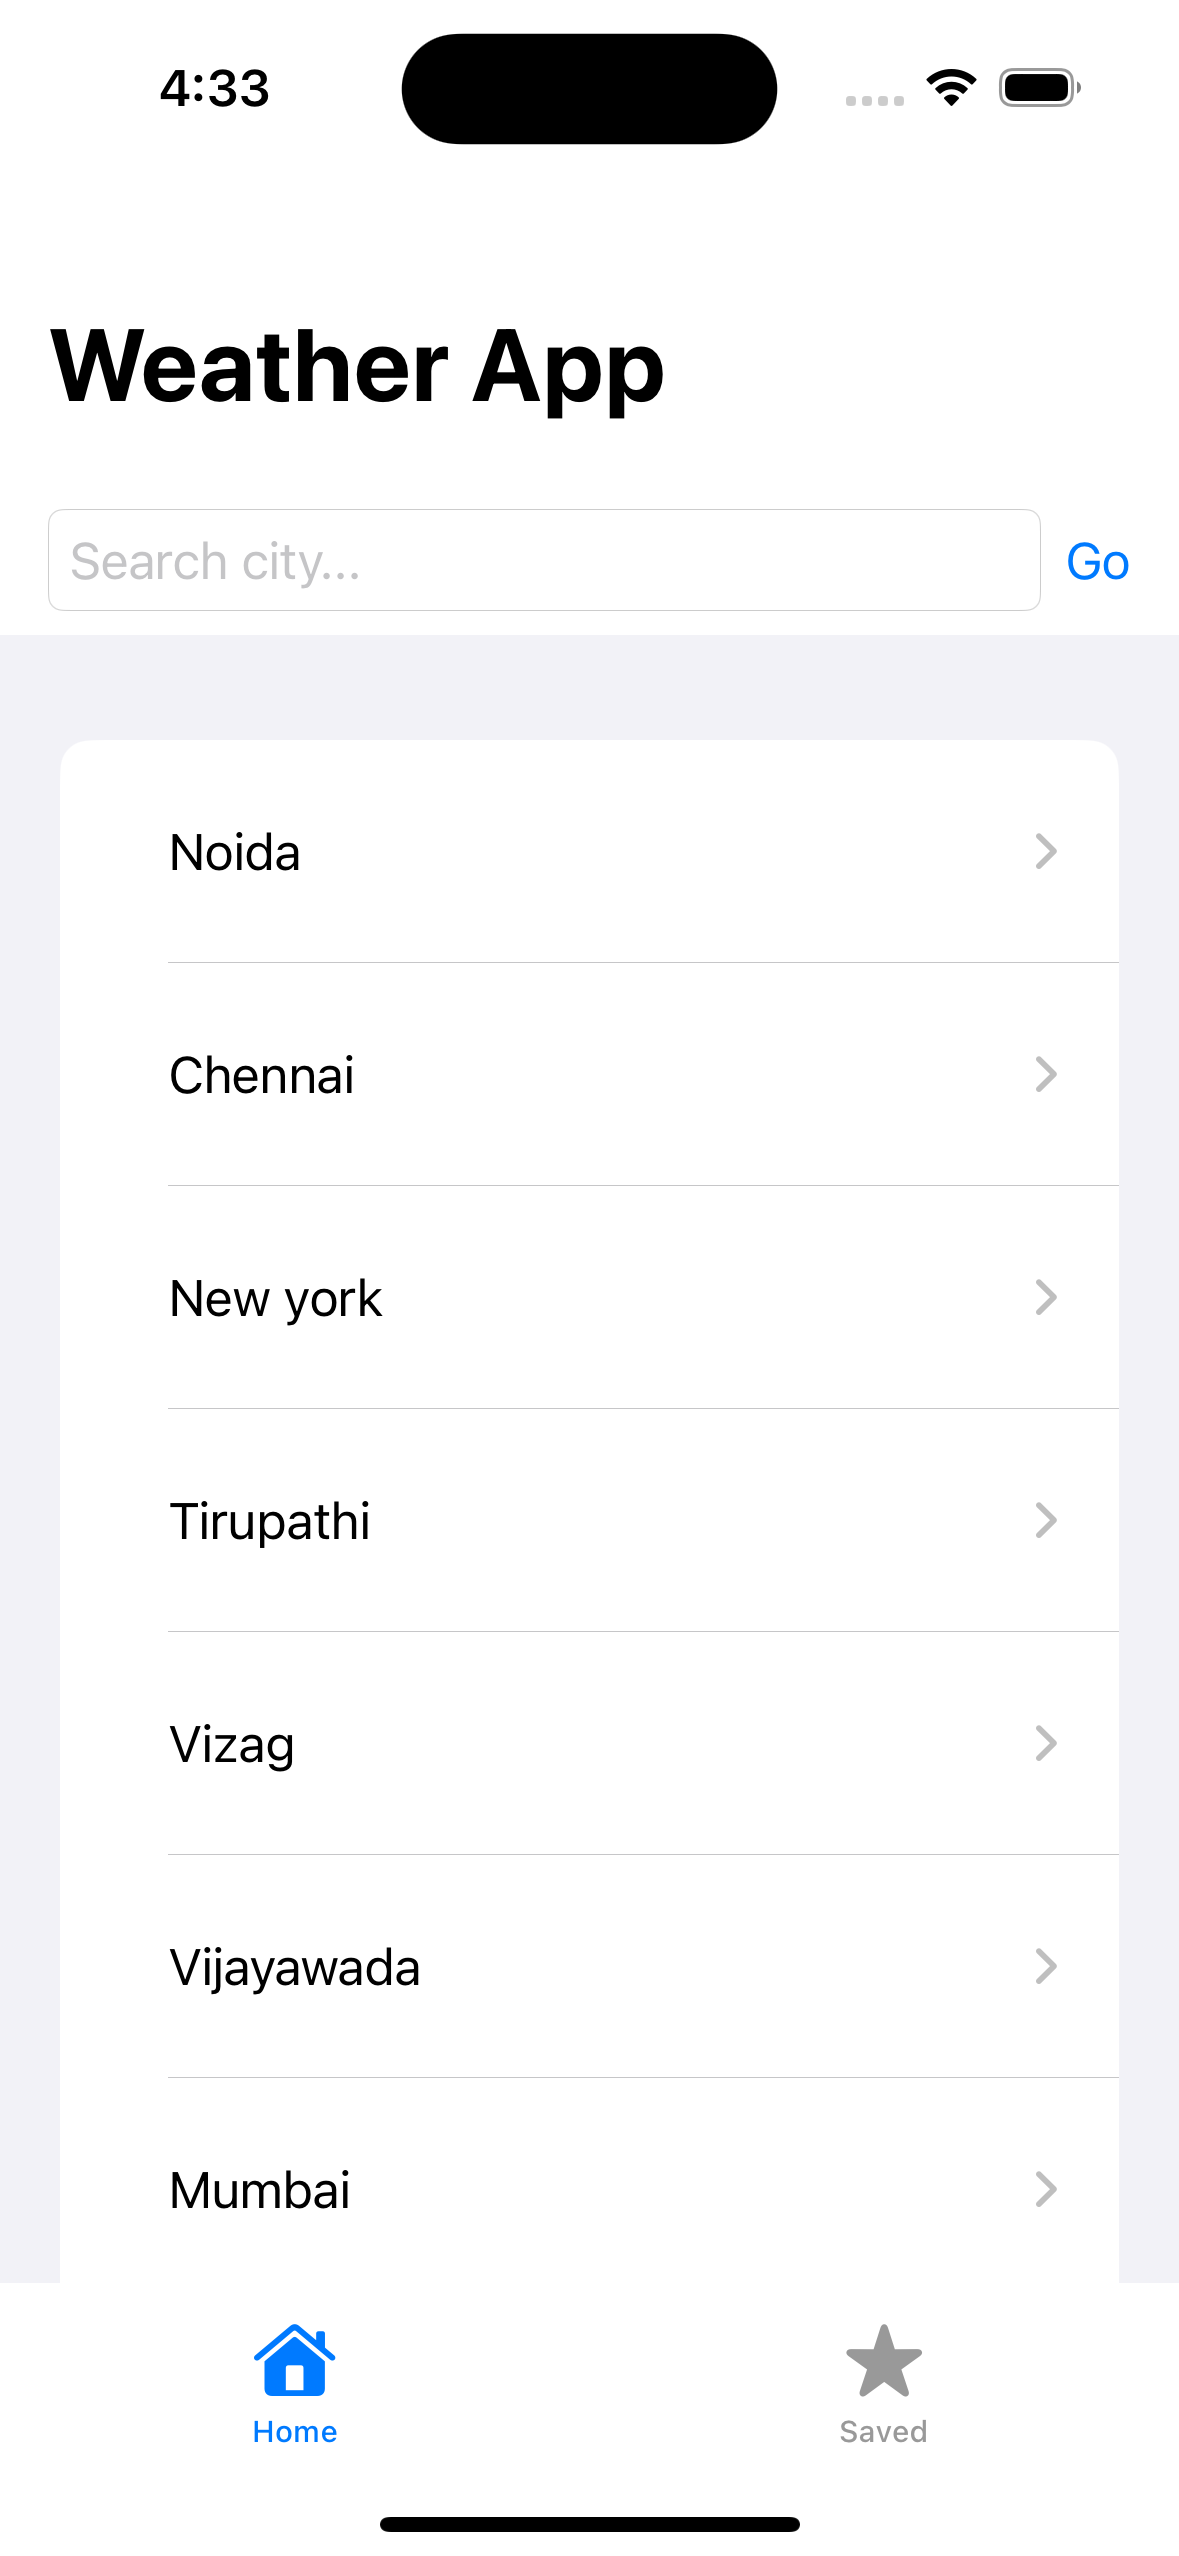 4:33
Weather App
Search city...
Go
Noida
Chennai
New york
Tirupathi
Vizag
Vijayawada
Mumbai
Home
Saved